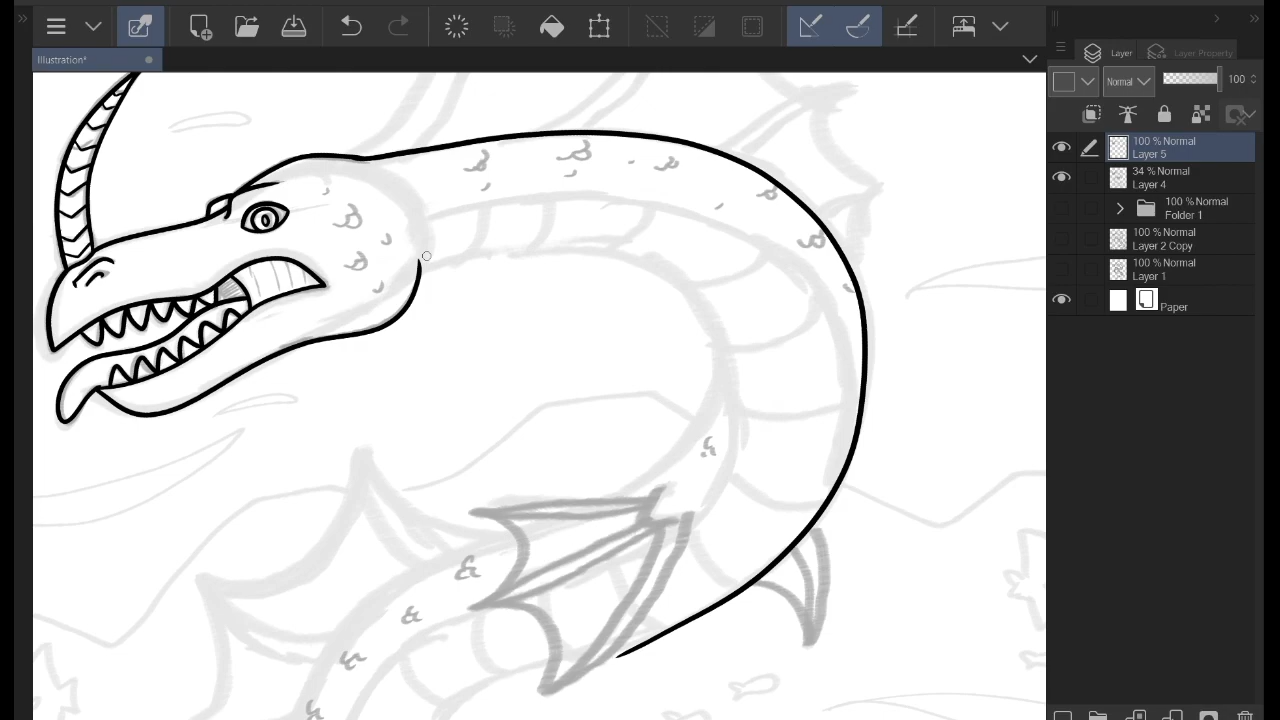 Illustration*
Layer
Layer Property
Normal
100
100 % Normal
Layer 5
34 % Normal
Layer 4
100 % Normal
Folder 1
100 % Normal
Layer 2 Copy
100 % Normal
Layer 1
Paper